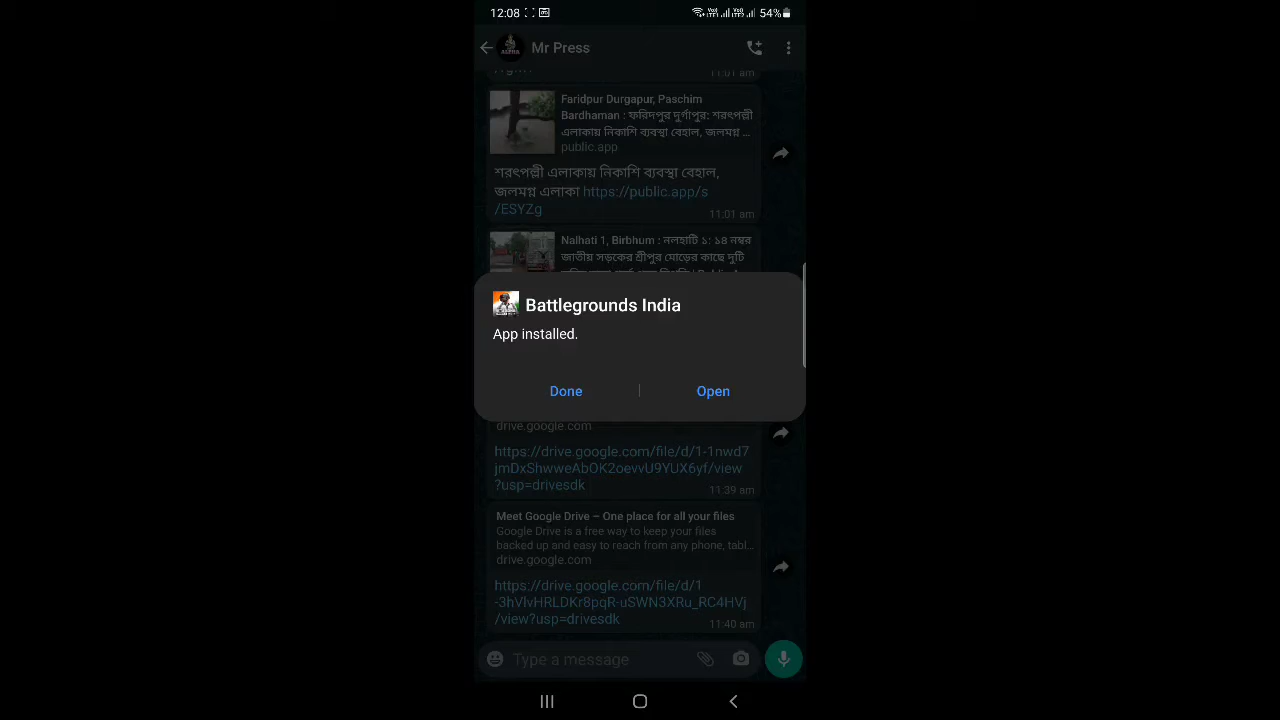 12:08
54%
Mr Press
11:01 am
Faridpur Durgapur, Paschim
Bardhaman : ফরিদপুর দুর্গাপুর: শরৎপল্লী
এলাকায় নিকাশি ব্যবস্থা বেহাল, জলমগ্ন ...
public.app
শরৎপল্লী এলাকায় নিকাশি ব্যবস্থা বেহাল,
জলমগ্ন এলাকা https://public.app/s
/ESYZg
11:01 am
Nalhati 1, Birbhum : নলহাটি ১: ১৪ নম্বর
জাতীয় সড়কের শ্রীপুর মোড়ের কাছে দুটি
Battlegrounds India
App installed.
Done
Open
drive.google.com
https://drive.google.com/file/d/1-1nwd7
jmDxShwweAbOK2oevvU9YUX6yf/view
?usp=drivesdk
11:39 am
Meet Google Drive – One place for all your files
Google Drive is a free way to keep your files
backed up and easy to reach from any phone, tabl...
drive.google.com
https://drive.google.com/file/d/1
-3hVlvHRLDKr8pqR-uSWN3XRu_RC4HVj
/view?usp=drivesdk
11:40 am
Type a message